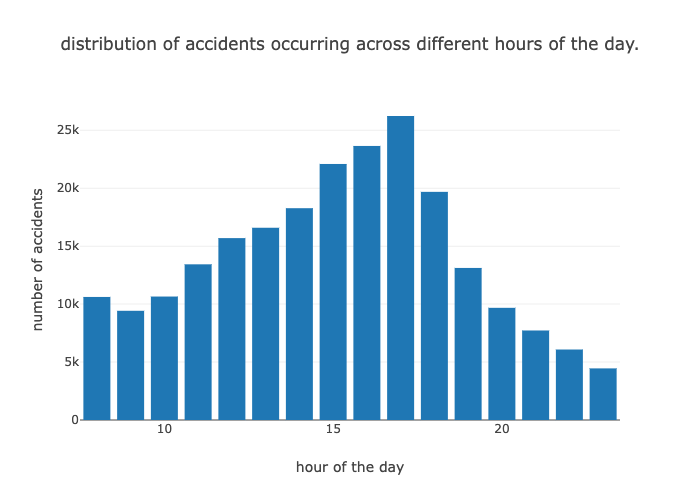 distribution of accidents occurring across different hours of the day.
number of accidents
25k
20k
15k
10k
5k
0
10
15
20
hour of the day